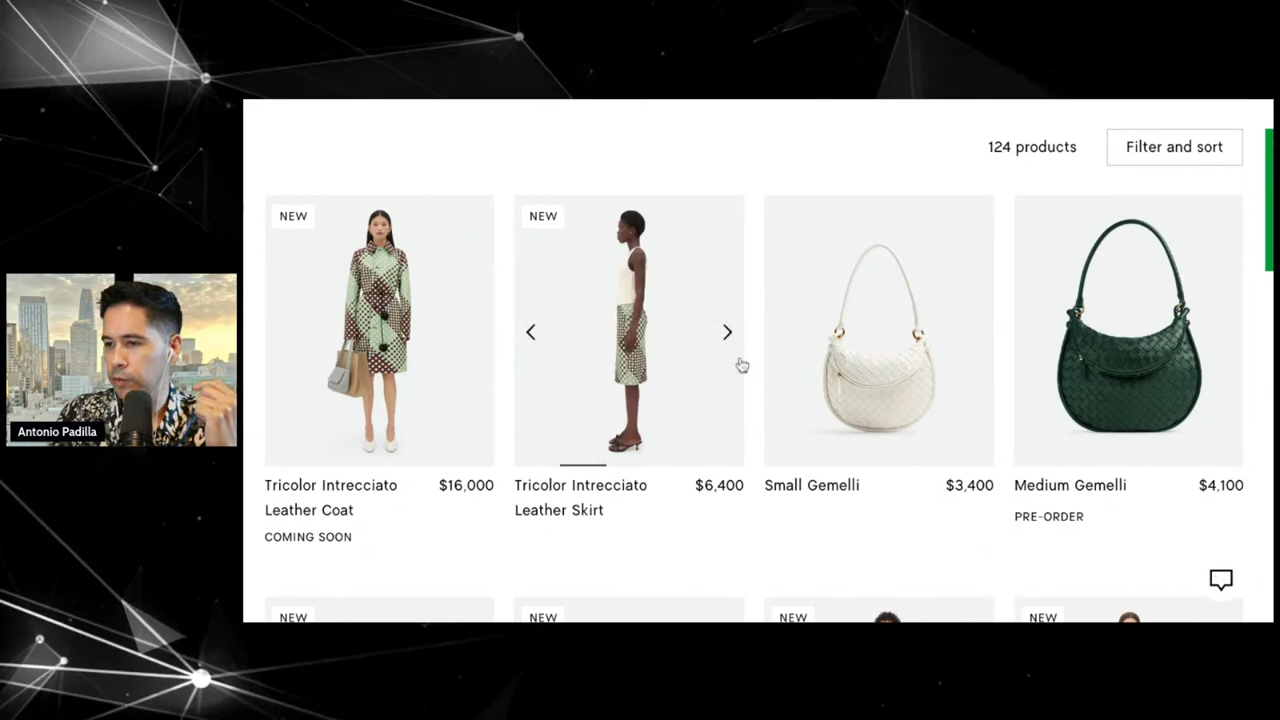 124 products
Filter and sort
NEW
NEW
Tricolor Intrecciato
Leather Coat
$16,000
COMING SOON
Tricolor Intrecciato
Leather Skirt
$6,400
Small Gemelli
$3,400
Medium Gemelli
$4,100
PRE-ORDER
NEW
NEW
NEW
NEW
Antonio Padilla